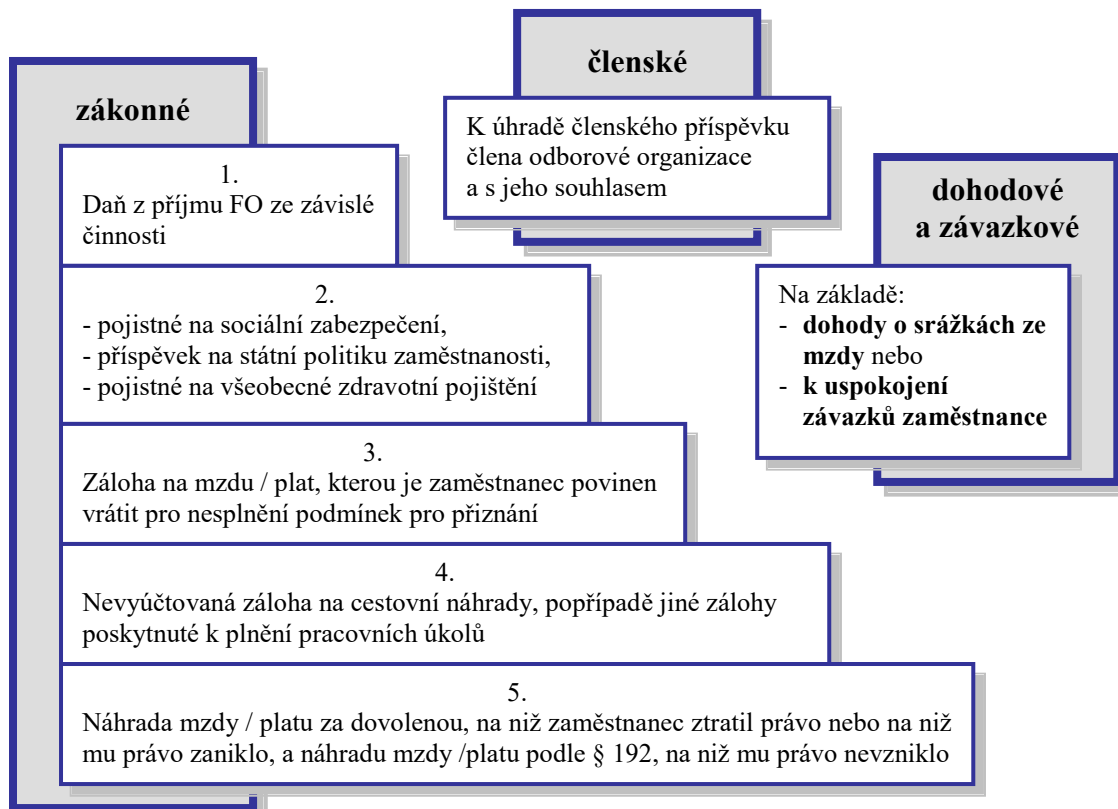 zákonné
1.
Daň z příjmu FO ze závislé
činnosti
2.
- pojistné na sociální zabezpečení,
- příspěvek na státní politiku zaměstnanosti,
- pojistné na všeobecné zdravotní pojištění
3.
Záloha na mzdu / plat, kterou je zaměstnanec povinen
vrátit pro nesplnění podmínek pro přiznání
4.
Nevyúčtovaná záloha na cestovní náhrady, popřípadě jiné zálohy
poskytnuté k plnění pracovních úkolů
5.
Náhrada mzdy / platu za dovolenou, na niž zaměstnanec ztratil právo nebo na niž
mu právo zaniklo, a náhradu mzdy /platu podle § 192, na niž mu právo nevzniklo
členské
K úhradě členského příspěvku
člena odborové organizace
a s jeho souhlasem
dohodové
a závazkové
Na základě:
- dohody o srážkách ze
mzdy nebo
- k uspokojení
závazků zaměstnance